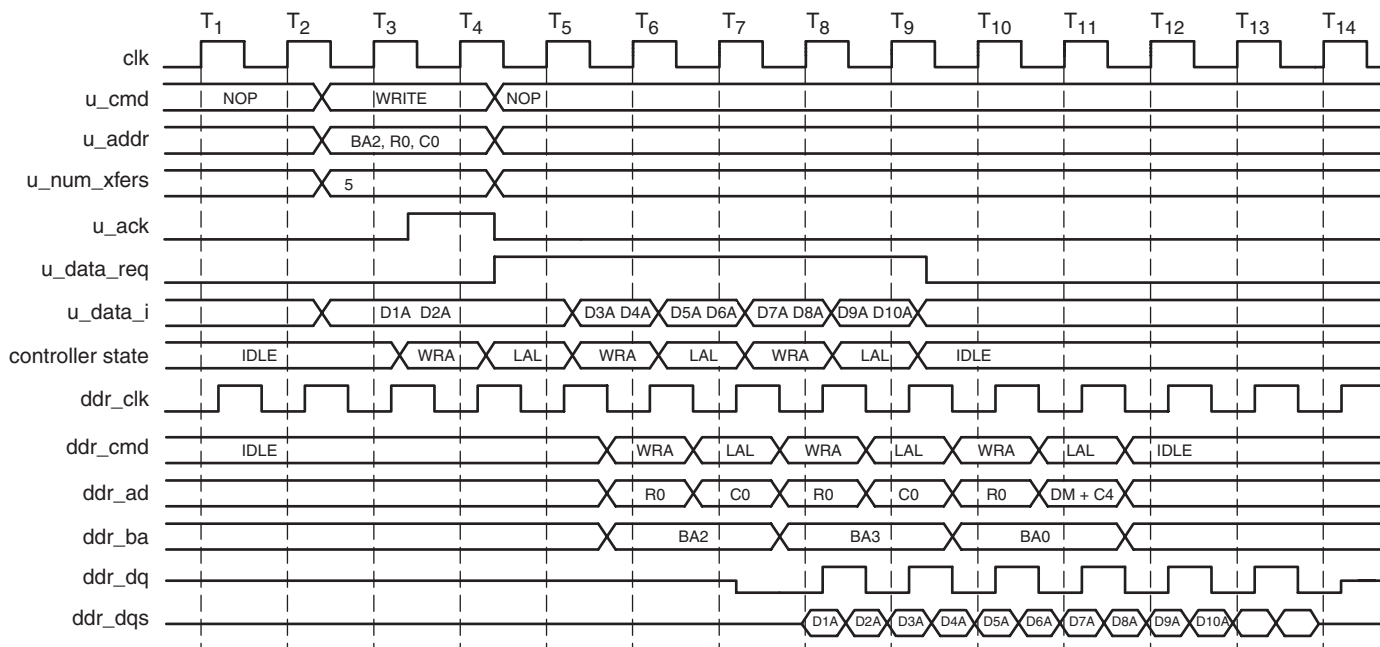 T1 T2 T3 T4 T5 T6 T7 T8 T9 T10 T11 T12 T13 T14
clk
u_cmd NOP WRITE NOP
u_addr BA2, R0, C0
u_num_xfers 5
u_ack
u_data_req
u_data_i D1A D2A D3A D4A D5A D6A D7A D8A D9A D10A
controller state IDLE WRA LAL WRA LAL WRA LAL IDLE
ddr_clk
ddr_cmd IDLE WRA LAL WRA LAL WRA LAL IDLE
ddr_ad R0 C0 R0 C0 R0 DM + C4
ddr_ba BA2 BA3 BA0
ddr_dq
ddr_dqs D1A D2A D3A D4A D5A D6A D7A D8A D9A D10A